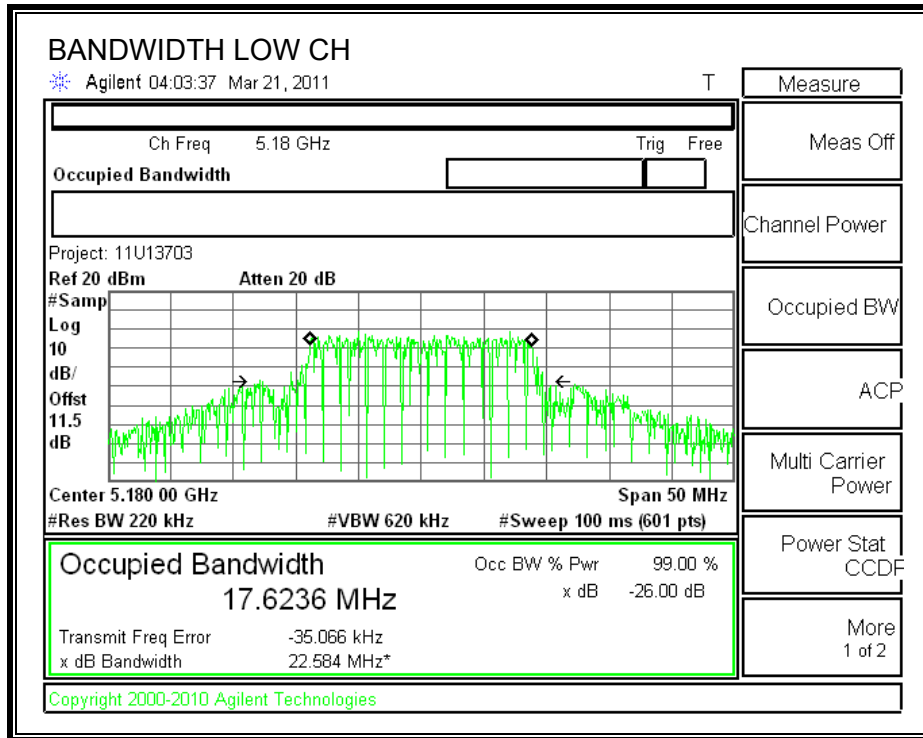 BANDWIDTH LOW CH
Agilent 04:03:37 Mar 21, 2011 T
Measure
Ch Freq 5.18 GHz Trig Free
Meas Off
Occupied Bandwidth
Channel Power
Project: 11U13703
Ref 20 dBm Atten 20 dB
#Samp
Log
10
dB/
Offst
11.5
dB
Occupied BW
ACP
Multi Carrier
Power
Center 5.180 00 GHz Span 50 MHz
#Res BW 220 kHz #VBW 620 kHz #Sweep 100 ms (601 pts)
Power Stat
CCDF
Occupied Bandwidth Occ BW % Pwr 99.00 %
17.6236 MHz x dB -26.00 dB
Transmit Freq Error -35.066 kHz
x dB Bandwidth 22.584 MHz*
More
1 of 2
Copyright 2000-2010 Agilent Technologies